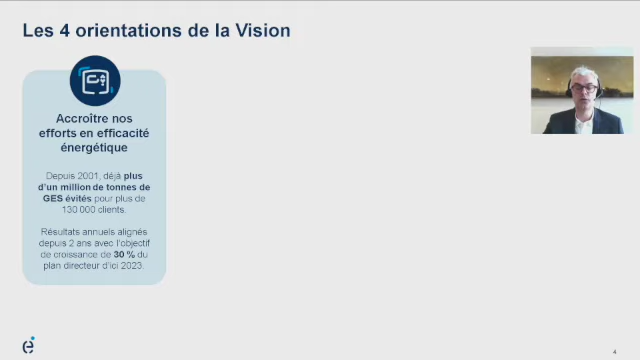 Les 4 orientations de la Vision
Accroître nos
efforts en efficacité
énergétique
Depuis 2001, déjà plus
d'un million de tonnes de
GES évités pour plus de
130 000 clients.
Résultats annuels alignés
depuis 2 ans avec l'objectif
de croissance de 30 % du
plan directeur d'ici 2023.
4